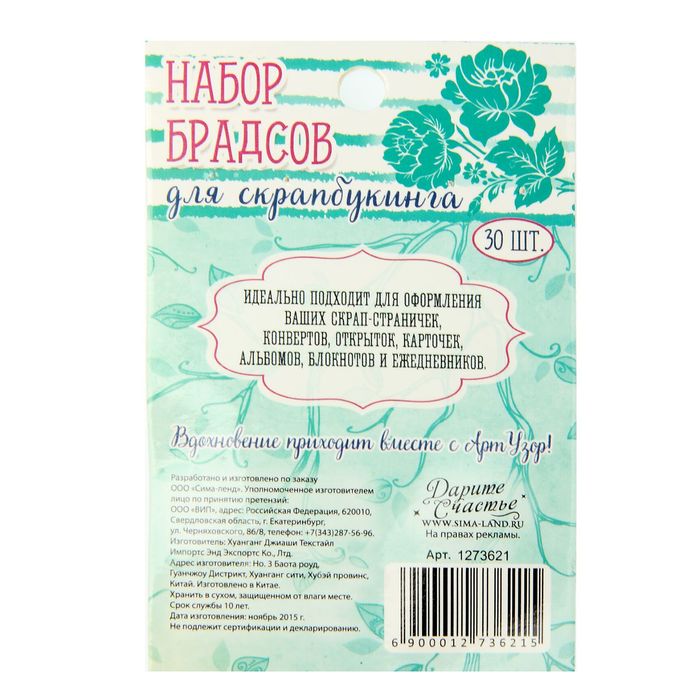 НАБОР
БРАДСОВ
для скрапбукинга
30 ШТ.
ИДЕАЛЬНО ПОДХОДИТ ДЛЯ ОФОРМЛЕНИЯ
ВАШИХ СКРАП-СТРАНИЧЕК,
КОНВЕРТОВ, ОТКРЫТОК, КАРТОЧЕК,
АЛЬБОМОВ, БЛОКНОТОВ И ЕЖЕДНЕВНИКОВ.
Вдохновение приходит вместе с АртУзор!
Разработано и изготовлено по заказу
ООО «Сима-ленд». Уполномоченное изготовителем
лицо по принятию претензий:
ООО «ВИП», адрес: Российская Федерация, 620010,
Свердловская область, г. Екатеринбург,
ул. Черняховского, 86/8, телефон: +7(343)287-56-96.
Изготовитель: Хуанганг Джиаши Текстайл
Импортс Энд Экспортс Ко., Лтд.
Адрес изготовителя: Но. 3 Баота роуд,
Гуанчжоу Дистрикт, Хуанганг сити, Хубэй провинс,
Китай. Изготовлено в Китае.
Хранить в сухом, защищенном от влаги месте.
Срок службы 10 лет.
Дата изготовления: ноябрь 2015 г.
Не подлежит сертификации и декларированию.
Дарите
Счастье
WWW.SIMA-LAND.RU
На правах рекламы.
Арт. 1273621
6 900012 736215